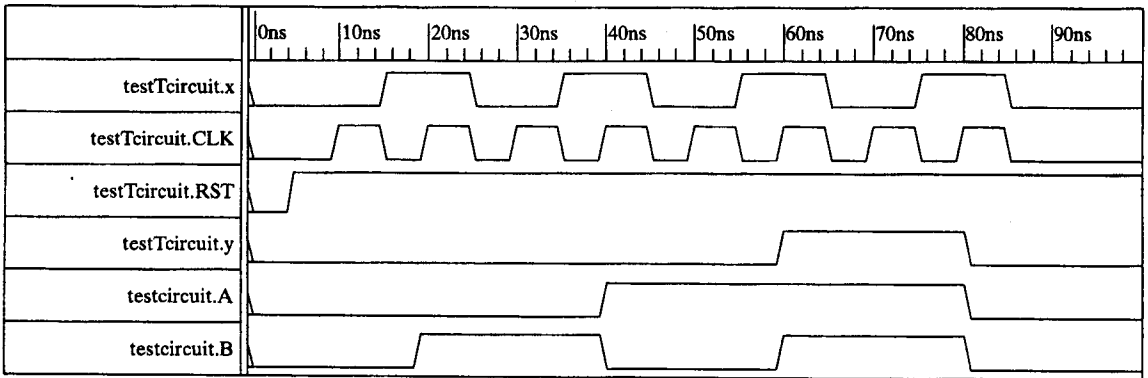 0ns 10ns 20ns 30ns 40ns 50ns 60ns 70ns 80ns 90ns
testTcircuit.x
testTcircuit.CLK
testTcircuit.RST
testTcircuit.y
testcircuit.A
testcircuit.B